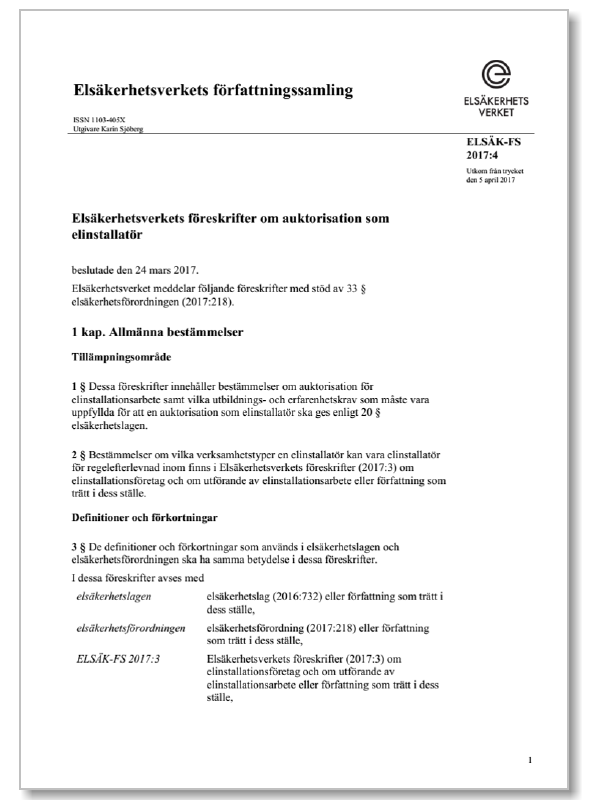 Elsäkerhetsverkets författningssamling
ELSÄKERHETS
VERKET
ISSN 1103-405X
Utgivare Karin Sjöberg
ELSÄK-FS
2017:4
Utkom från trycket
den 5 april 2017
Elsäkerhetsverkets föreskrifter om auktorisation som
elinstallatör
beslutade den 24 mars 2017.
Elsäkerhetsverket meddelar följande föreskrifter med stöd av 33 §
elsäkerhetsförordningen (2017:218).
1 kap. Allmänna bestämmelser
Tillämpningsområde
1 § Dessa föreskrifter innehåller bestämmelser om auktorisation för
elinstallationsarbete samt vilka utbildnings- och erfarenhetskrav som måste vara
uppfyllda för att en auktorisation som elinstallatör ska ges enligt 20 §
elsäkerhetslagen.
2 § Bestämmelser om vilka verksamhetstyper en elinstallatör kan vara elinstallatör
för regelefterlevnad inom finns i Elsäkerhetsverkets föreskrifter (2017:3) om
elinstallationsföretag och om utförande av elinstallationsarbete eller författning som
trätt i dess ställe.
Definitioner och förkortningar
3 § De definitioner och förkortningar som används i elsäkerhetslagen och
elsäkerhetsförordningen ska ha samma betydelse i dessa föreskrifter.
I dessa föreskrifter avses med
elsäkerhetslagen elsäkerhetslag (2016:732) eller författning som trätt i
dess ställe,
elsäkerhetsförordningen elsäkerhetsförordning (2017:218) eller författning
som trätt i dess ställe,
ELSÄK-FS 2017:3 Elsäkerhetsverkets föreskrifter (2017:3) om
elinstallationsföretag och om utförande av
elinstallationsarbete eller författning som trätt i dess
ställe,
1